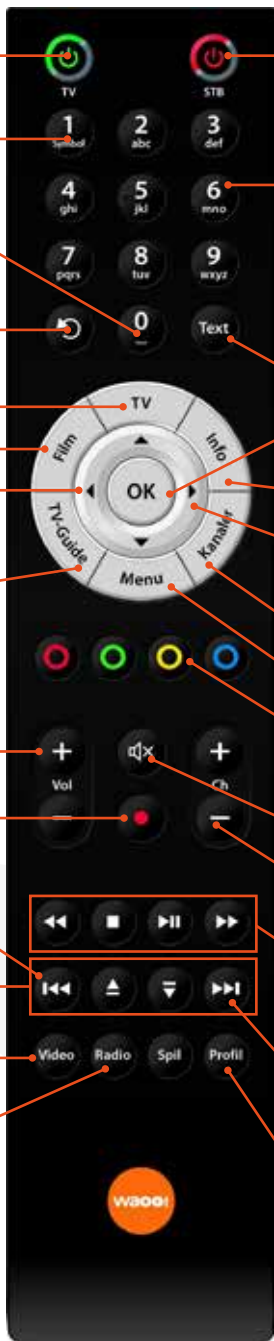 TV STB
1 2 3
Symbol abc def
4 5 6
ghi jkl mno
7 8 9
pqrs tuv wxyz
0 Text
TV
Film Info
OK
TV-Guide Kanaler
Menu
+ +
Vol Ch
− −
Video Radio Spil Profil
waoo!